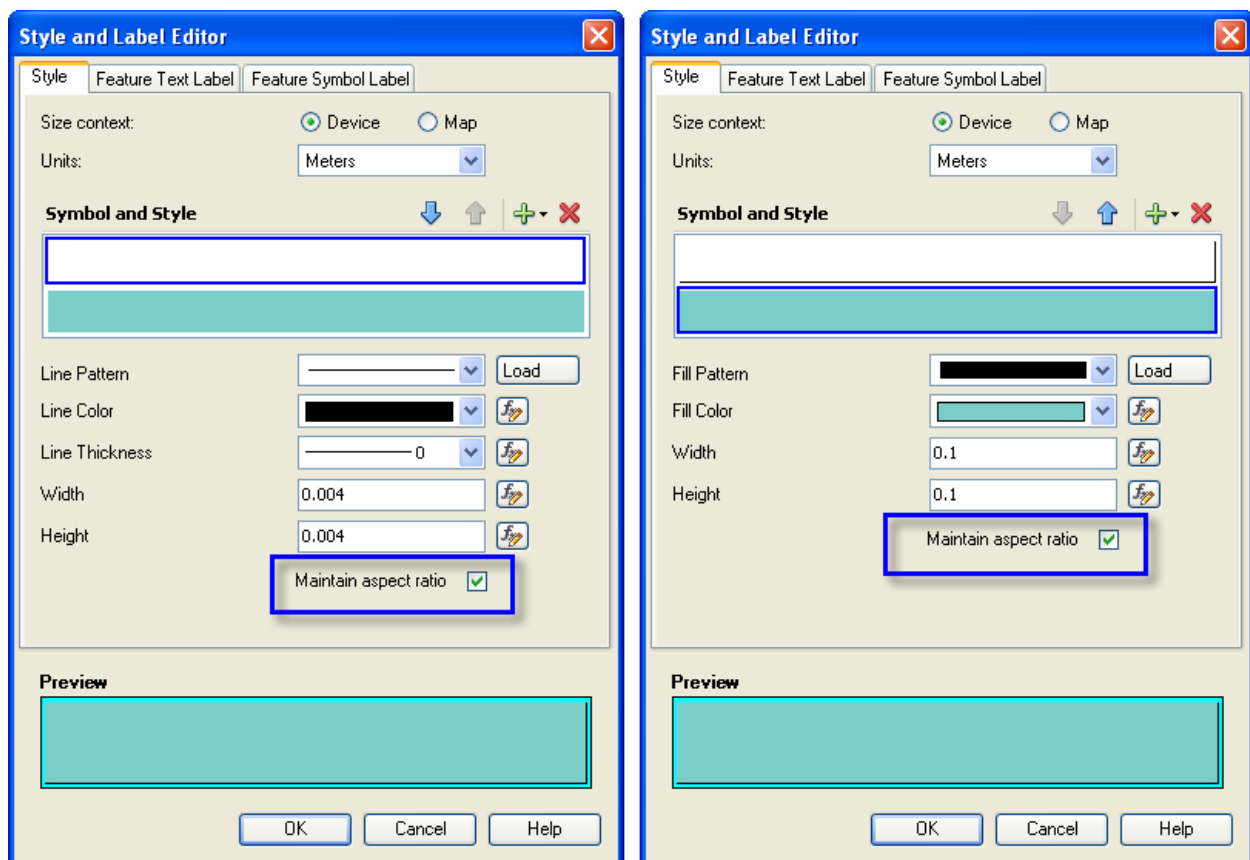 Style and Label Editor
Style
Feature Text Label
Feature Symbol Label
Size context:
Device
Map
Units:
Meters
Symbol and Style
Line Pattern
Load
Line Color
Line Thickness
0
Width
0.004
Height
0.004
Maintain aspect ratio
Preview
OK
Cancel
Help
Style and Label Editor
Style
Feature Text Label
Feature Symbol Label
Size context:
Device
Map
Units:
Meters
Symbol and Style
Fill Pattern
Load
Fill Color
Width
0.1
Height
0.1
Maintain aspect ratio
Preview
OK
Cancel
Help